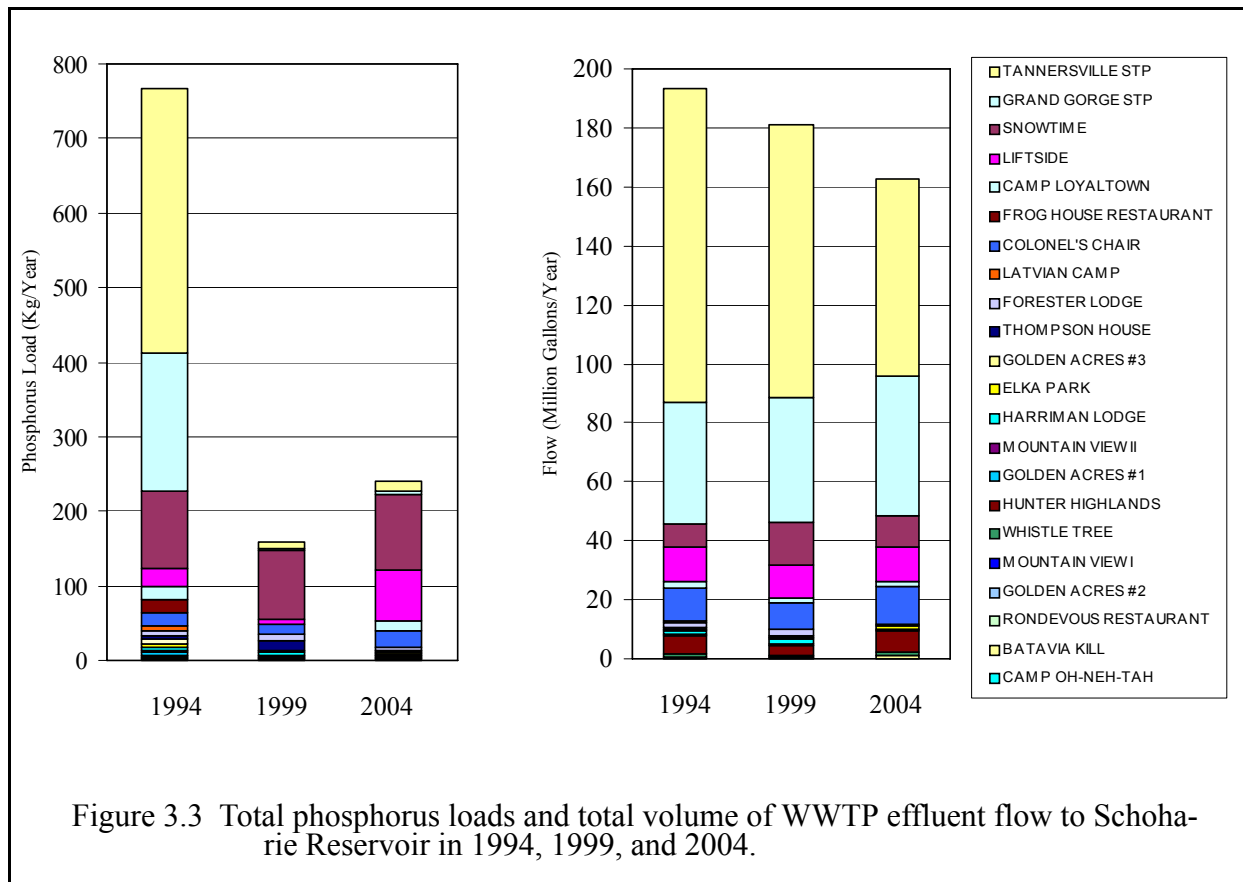 800
700
600
500
400
300
200
100
0
Phosphorus Load (Kg/Year)
1994 1999 2004
200
180
160
140
120
100
80
60
40
20
0
Flow (Million Gallons/Year)
1994 1999 2004
TANNERSVILLE STP
GRAND GORGE STP
SNOWTIME
LIFTSIDE
CAMP LOYALTOWN
FROG HOUSE RESTAURANT
COLONEL'S CHAIR
LATVIAN CAMP
FORESTER LODGE
THOMPSON HOUSE
GOLDEN ACRES #3
ELKA PARK
HARRIMAN LODGE
MOUNTAIN VIEW II
GOLDEN ACRES #1
HUNTER HIGHLANDS
WHISTLE TREE
MOUNTAIN VIEW I
GOLDEN ACRES #2
RONDEVOUS RESTAURANT
BATAVIA KILL
CAMP OH-NEH-TAH
Figure 3.3 Total phosphorus loads and total volume of WWTP effluent flow to Schoha-
rie Reservoir in 1994, 1999, and 2004.